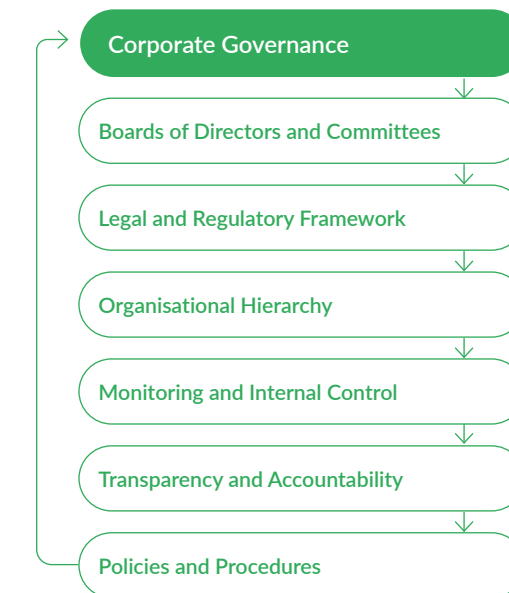 Corporate Governance
Boards of Directors and Committees
Legal and Regulatory Framework
Organisational Hierarchy
Monitoring and Internal Control
Transparency and Accountability
Policies and Procedures